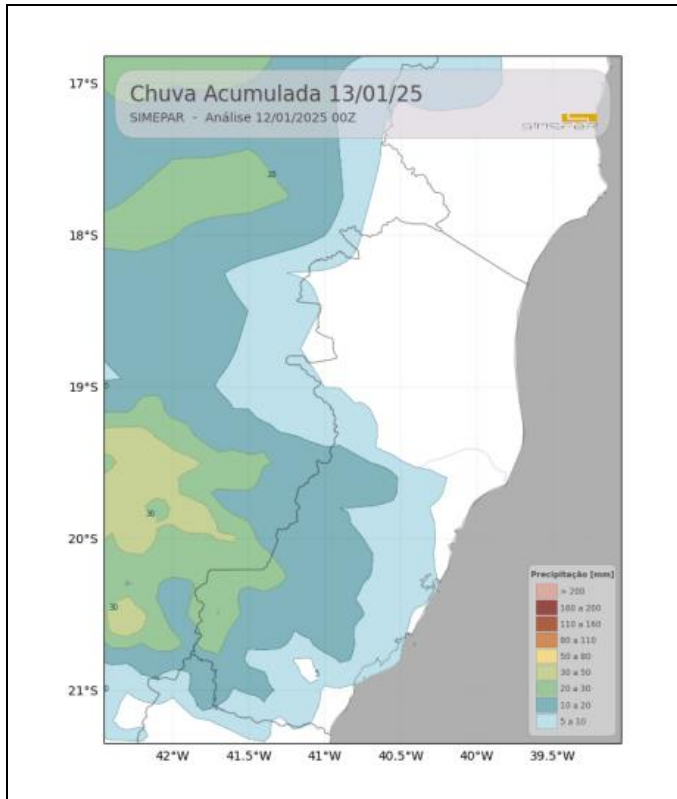 17°S
Chuva Acumulada 13/01/25
SIMEPAR - Análise 12/01/2025 00Z
SIMEPAR
20
18°S
19°S
30
20°S
30
5
21°S
Precipitação [mm]
> 200
160 a 200
110 a 160
80 a 110
50 a 80
30 a 50
20 a 30
10 a 20
5 a 10
42°W 41.5°W 41°W 40.5°W 40°W 39.5°W